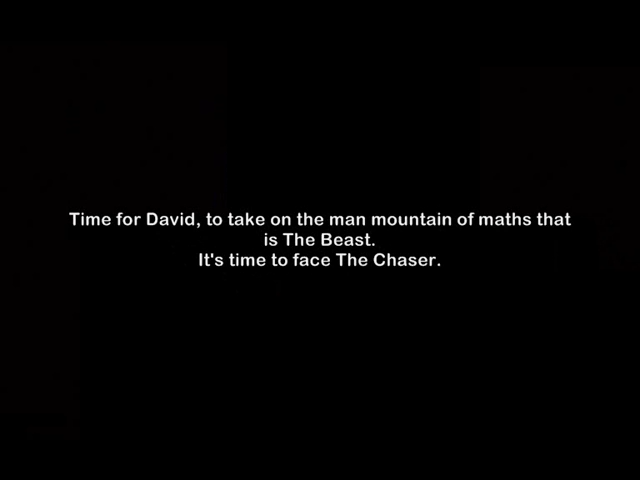 Time for David, to take on the man mountain of maths that
is The Beast.
It's time to face The Chaser.